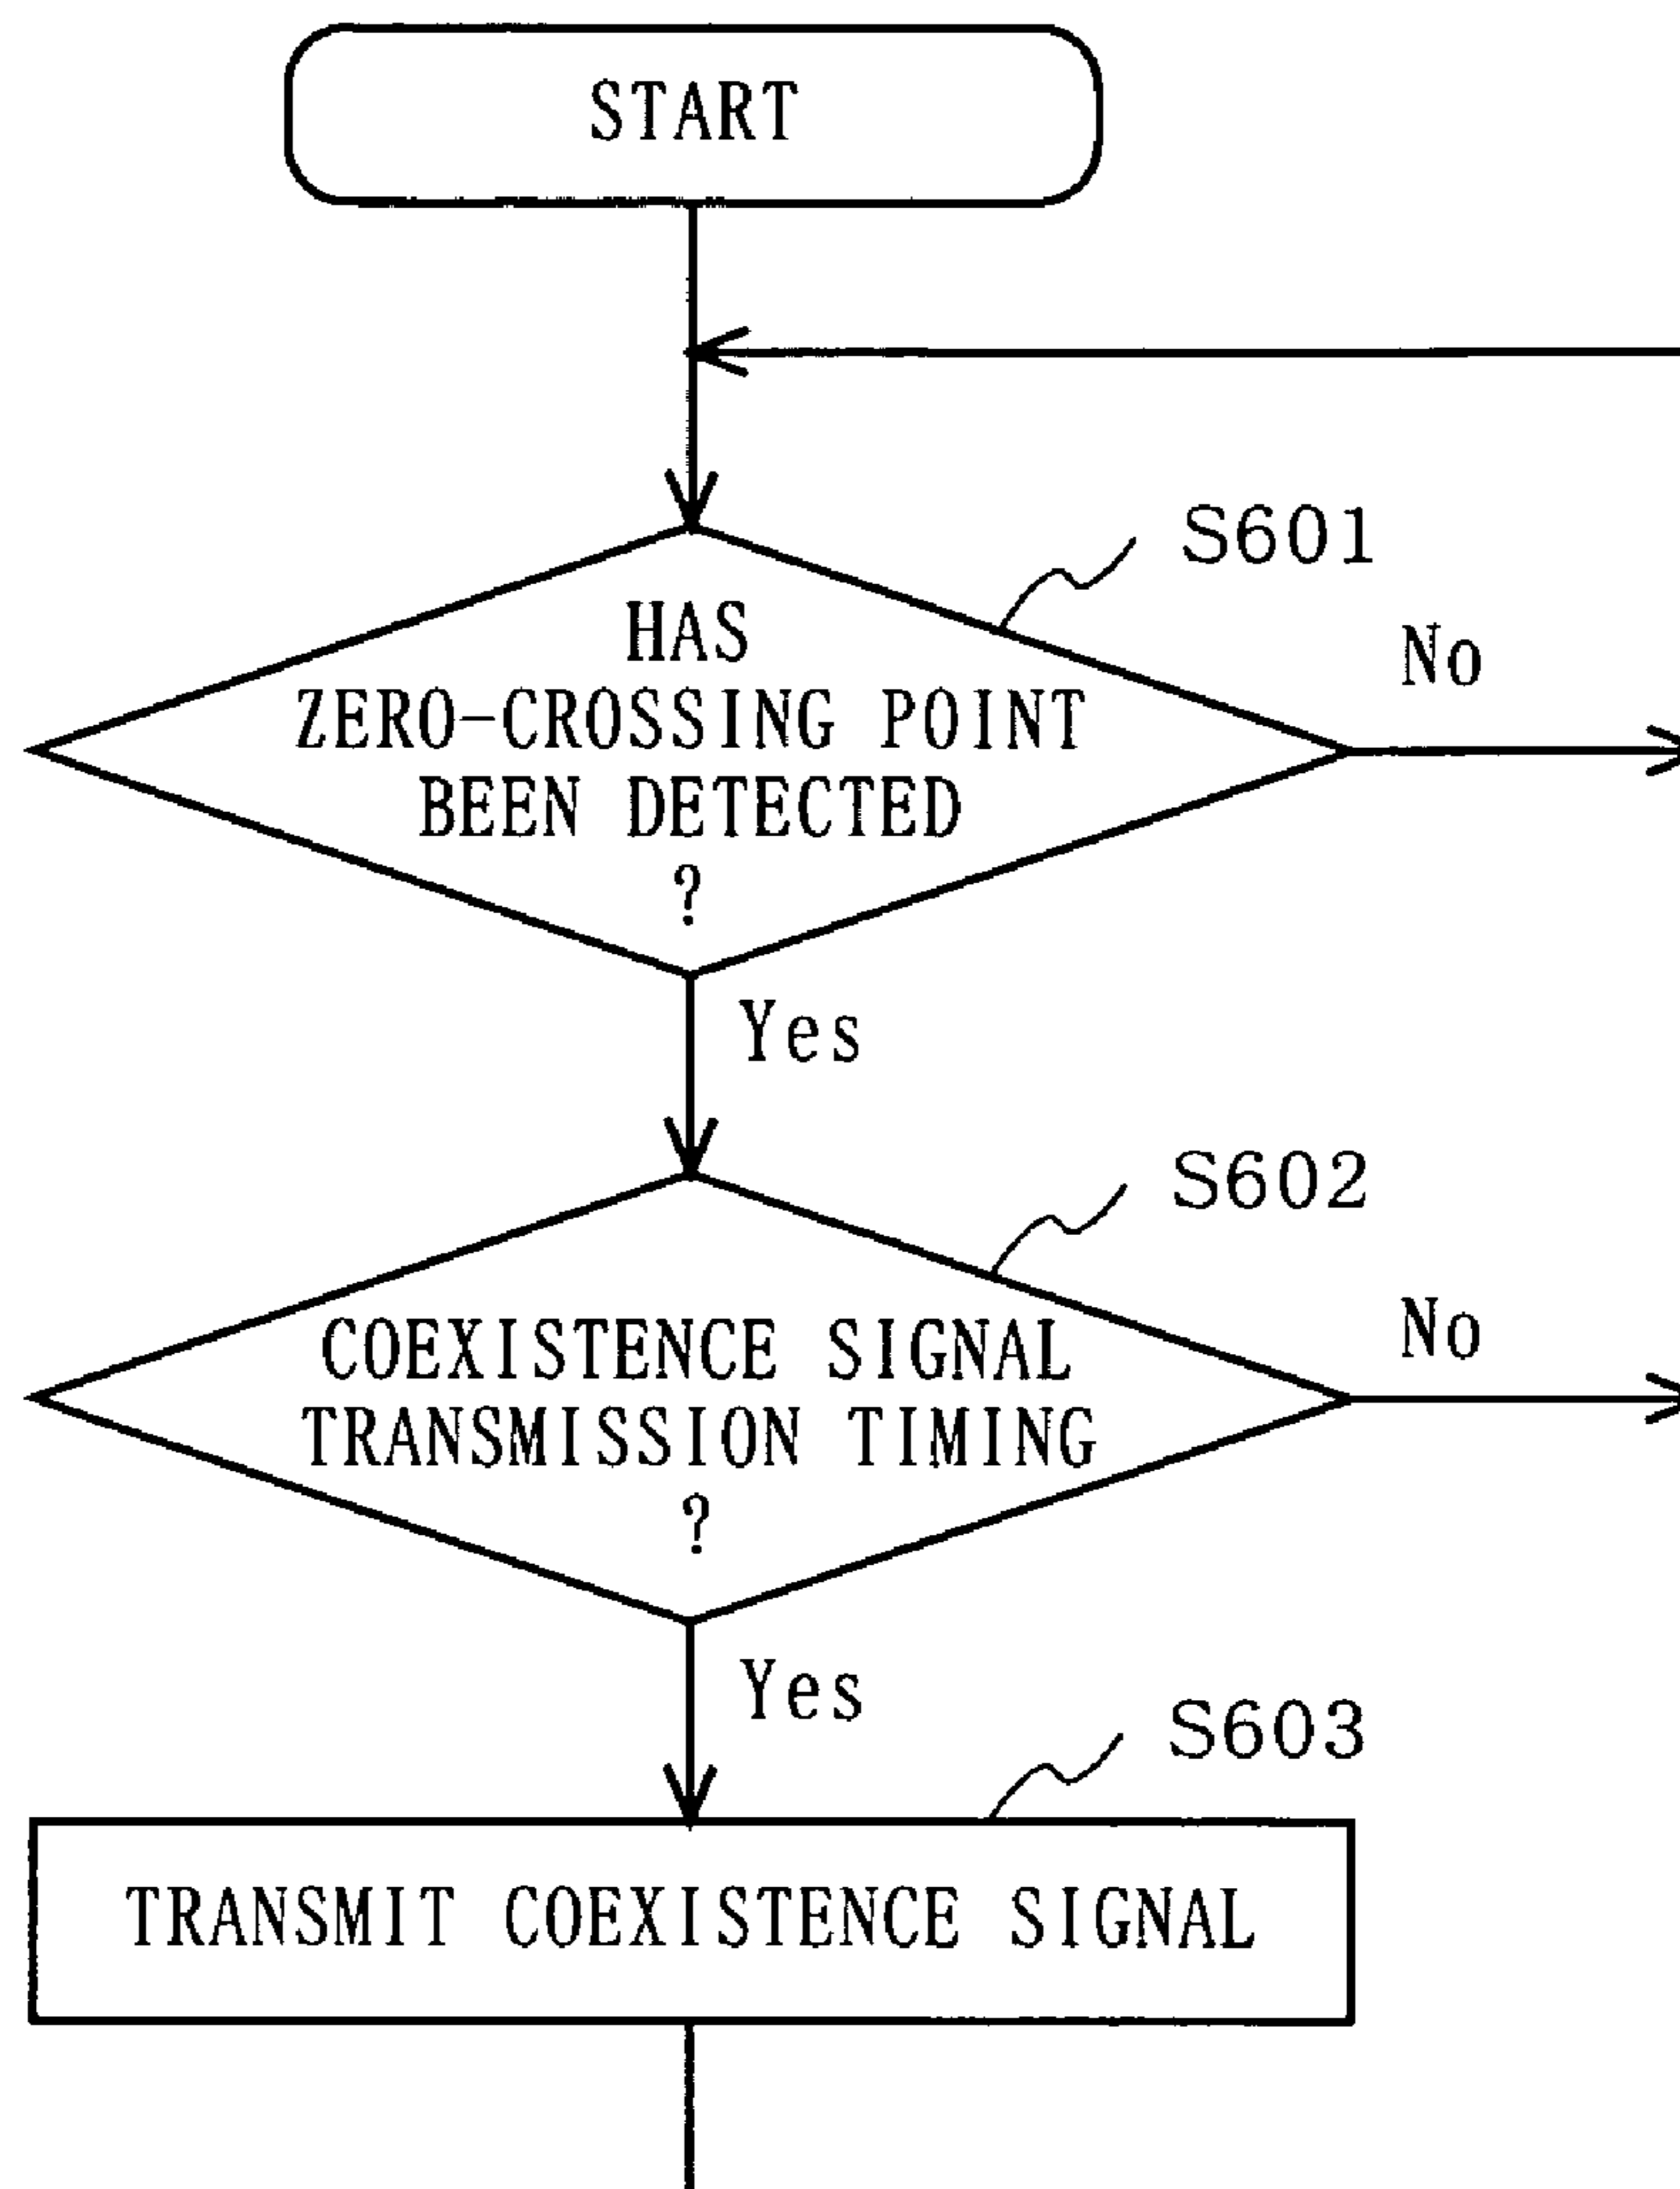 START
S601
HAS
ZERO-CROSSING POINT
BEEN DETECTED
?
No
Yes
S602
COEXISTENCE SIGNAL
TRANSMISSION TIMING
?
No
Yes
S603
TRANSMIT COEXISTENCE SIGNAL